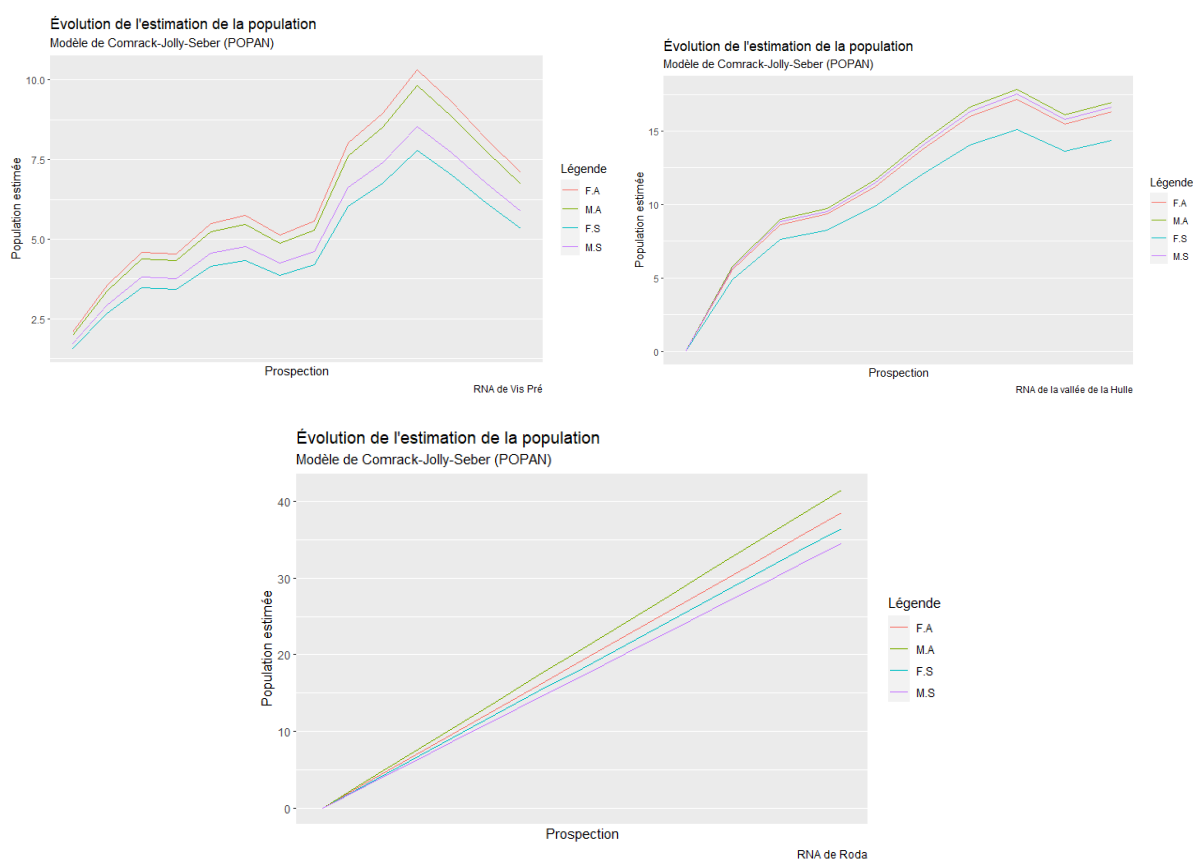 Évolution de l'estimation de la population
Modèle de Comrack-Jolly-Seber (POPAN)
Population estimée
10.0
7.5
5.0
2.5
Prospection
RNA de Vis Pré
Légende
F.A
M.A
F.S
M.S
Évolution de l'estimation de la population
Modèle de Comrack-Jolly-Seber (POPAN)
Population estimée
15
10
5
0
Prospection
RNA de la vallée de la Hulle
Légende
F.A
M.A
F.S
M.S
Évolution de l'estimation de la population
Modèle de Comrack-Jolly-Seber (POPAN)
Population estimée
40
30
20
10
0
Prospection
RNA de Roda
Légende
F.A
M.A
F.S
M.S